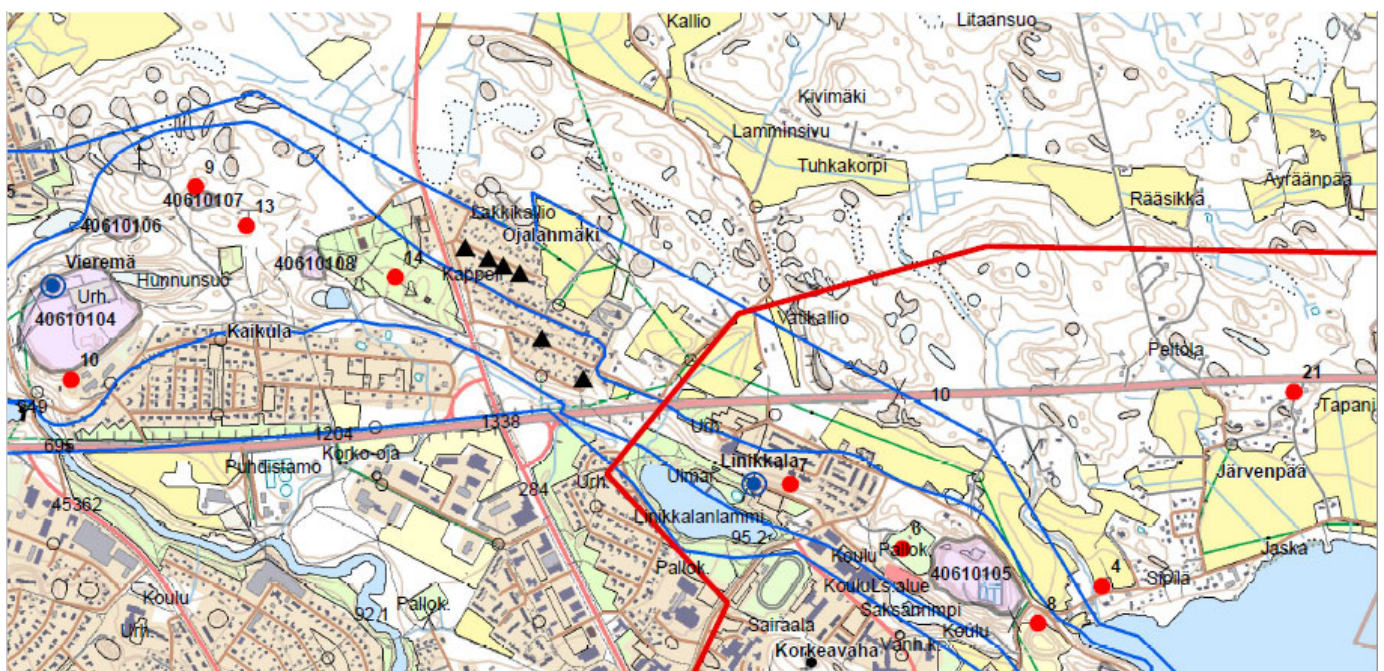 Kallio
Litaansuo
Kivimäki
Lamminsivu
Tuhkakorpi
Äyräänpää
Rääsikkä
9
40610107
13
40610106
Lakkikallio
Ojalanmäki
40610108
14
Kappeli
Vieremä
Hunnunsuo
Urh.
40610104
Kaikula
Vatikallio
Peltola
10
10
21
Tapani
549
1338
Urh.
695
1204
Korko-oja
Puhdistamo
Linikkala
7
Uimar.
Urh.
Järvenpää
284
45362
Linikkalanlammi
95.2
6
Pallok.
Koulu
Pallok.
Jaska
40610105
4
Sipilä
Koulu
Ls.alue
Koulu
92.1
Pallok.
Saksanrimpi
8
Urh.
Sairaala
Vanh.k.
Koulu
Korkeavaha